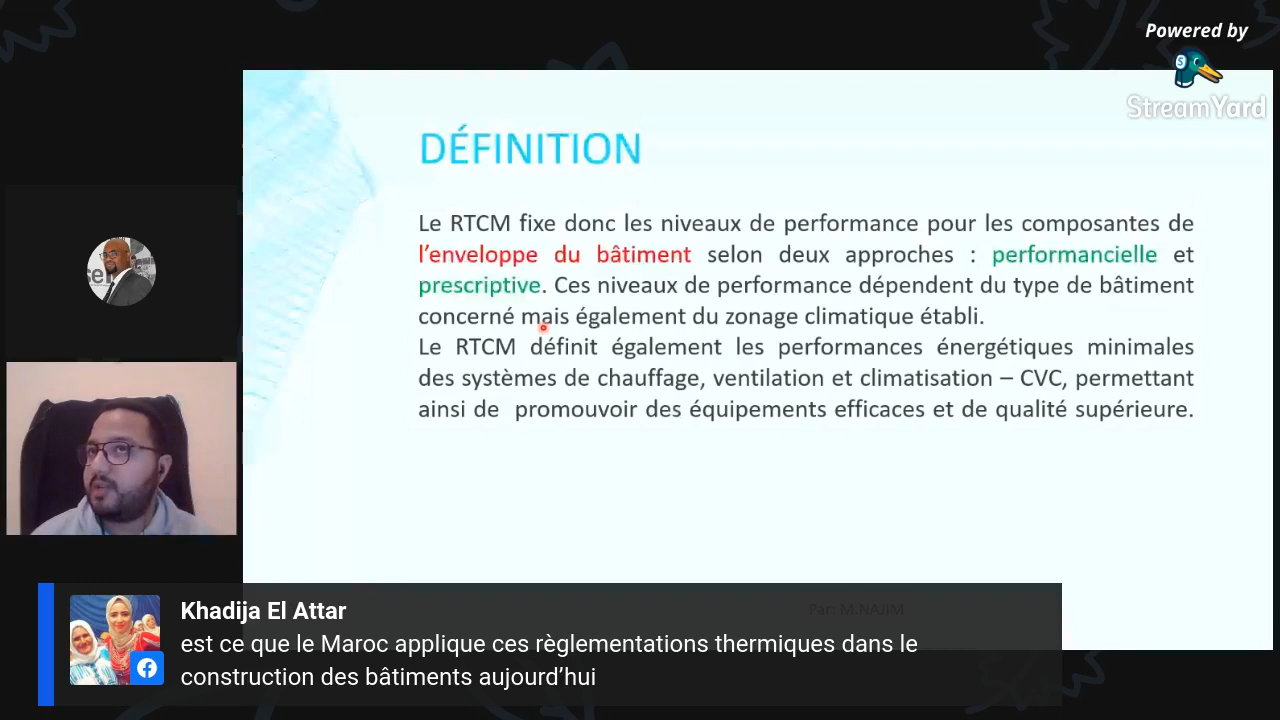 Powered by
StreamYard
DÉFINITION
Le RTCM fixe donc les niveaux de performance pour les composantes de
l’enveloppe du bâtiment selon deux approches : performancielle et
prescriptive. Ces niveaux de performance dépendent du type de bâtiment
concerné mais également du zonage climatique établi.
Le RTCM définit également les performances énergétiques minimales
des systèmes de chauffage, ventilation et climatisation – CVC, permettant
ainsi de promouvoir des équipements efficaces et de qualité supérieure.
Par: M.NAJIM
Khadija El Attar
est ce que le Maroc applique ces règlementations thermiques dans le
construction des bâtiments aujourd’hui